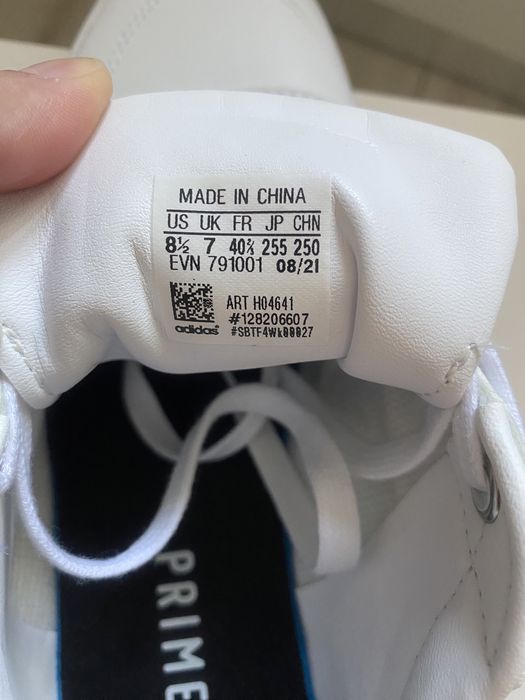 MADE IN CHINA
US UK FR JP CHN
8½ 7 40⅔ 255 250
EVN 791001 08/21
ART H04641
#128206607
adidas #SBTF4Wk00027
PRIME